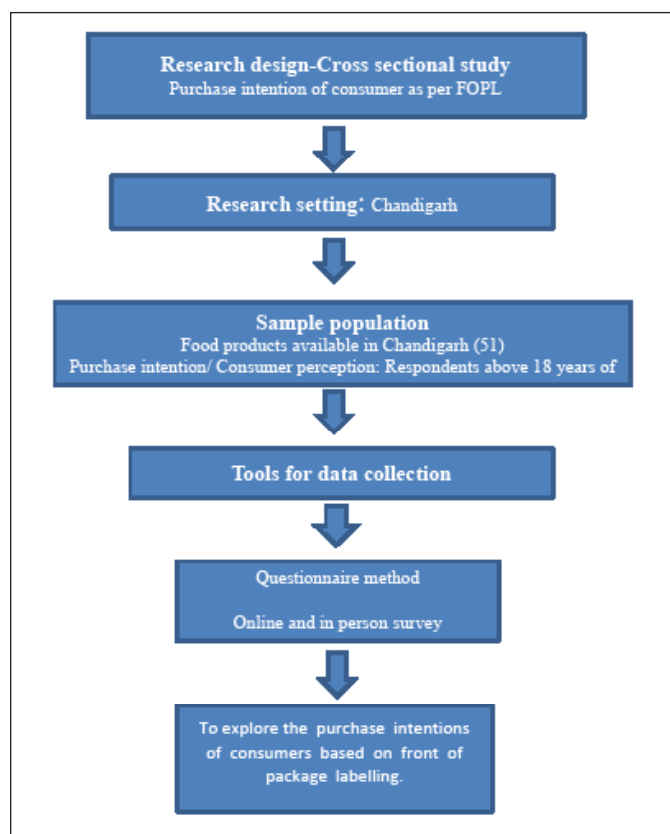 Research design-Cross sectional study
Purchase intention of consumer as per FOPL
Research setting: Chandigarh
Sample population
Food products available in Chandigarh (51)
Purchase intention/ Consumer perception: Respondents above 18 years of
Tools for data collection
Questionnaire method
Online and in person survey
To explore the purchase intentions
of consumers based on front of
package labelling.